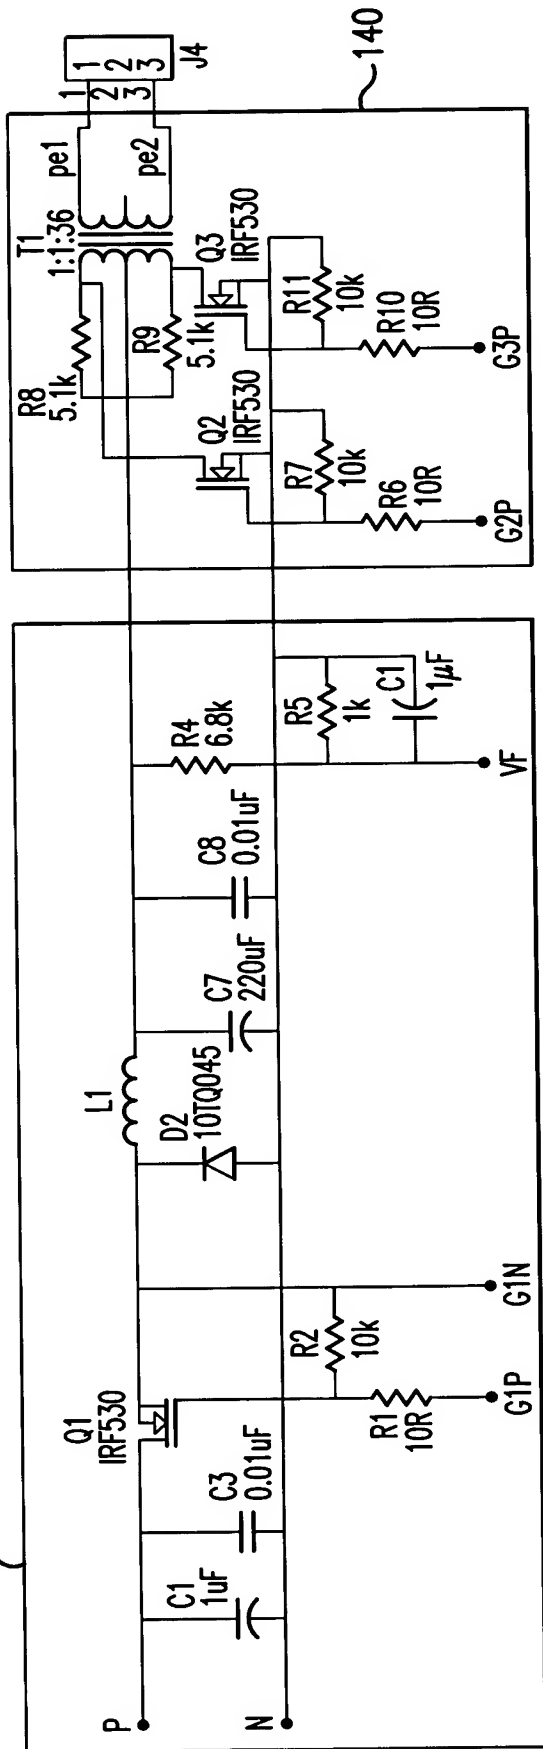 P
N
C1
1uF
C3
0.01uF
Q1
IRF530
R1
10R
G1P
R2
10k
G1N
L1
D2
10TQ045
C7
220uF
C8
0.01uF
R4
6.8k
R5
1k
C1
1µF
VF
R8
5.1k
T1
1:1:36
pe1
pe2
R9
5.1k
Q2
IRF530
Q3
IRF530
R7
10k
R6
10R
G2P
R11
10k
R10
10R
G3P
1
2
3
1
2
3
J4
140